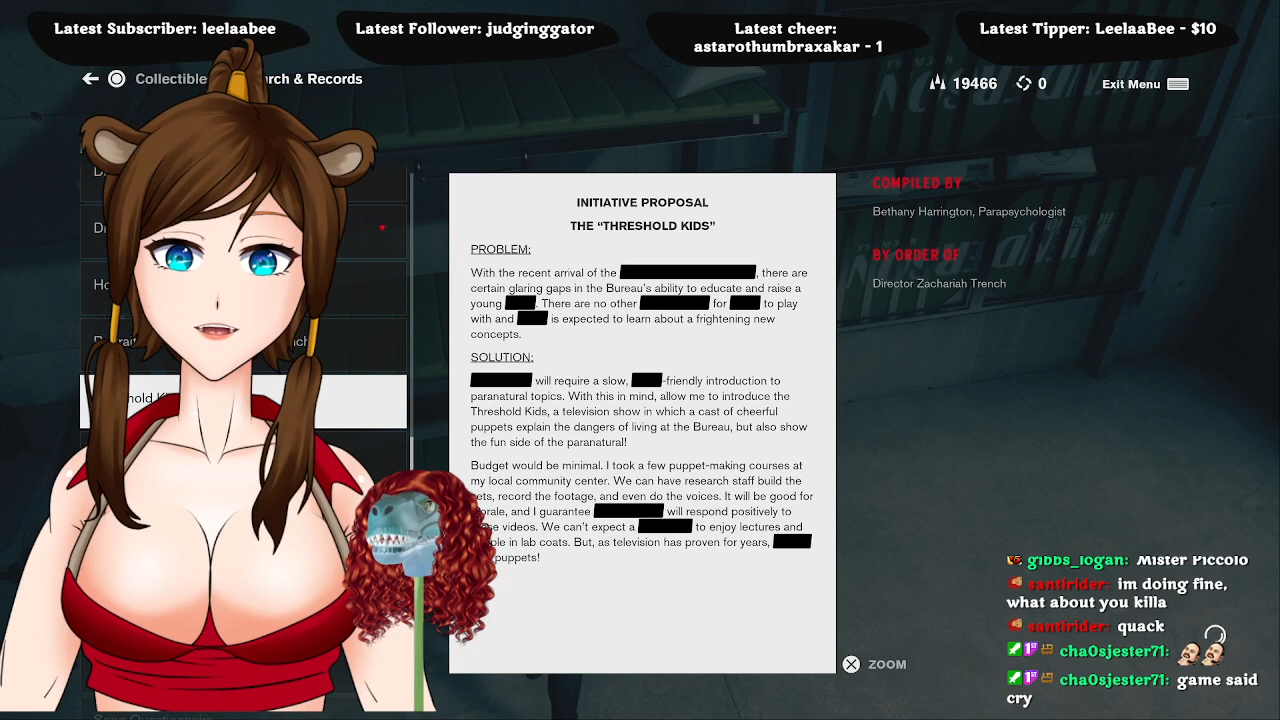 Latest Subscriber: leelaabee
Latest Follower: judginggator
Latest cheer:
astarothumbraxakar - 1
Latest Tipper: LeelaaBee - $10
Collectible rch & Records
19466
0
Exit Menu
INITIATIVE PROPOSAL
THE “THRESHOLD KIDS”
PROBLEM:
With the recent arrival of the , there are
certain glaring gaps in the Bureau’s ability to educate and raise a
young . There are no other for to play
with and is expected to learn about a frightening new
concepts.
SOLUTION:
will require a slow, -friendly introduction to
paranatural topics. With this in mind, allow me to introduce the
Threshold Kids, a television show in which a cast of cheerful
puppets explain the dangers of living at the Bureau, but also show
the fun side of the paranatural!
Budget would be minimal. I took a few puppet-making courses at
my local community center. We can have research staff build the
ets, record the footage, and even do the voices. It will be good for
orale, and I guarantee will respond positively to
se videos. We can’t expect a to enjoy lectures and
le in lab coats. But, as television has proven for years,
puppets!
COMPILED BY
Bethany Harrington, Parapsychologist
BY ORDER OF
Director Zachariah Trench
ZOOM
gibbs_logan: Mister Piccolo
santirider: im doing fine,
what about you killa
santirider: quack
cha0sjester71:
cha0sjester71: game said
cry